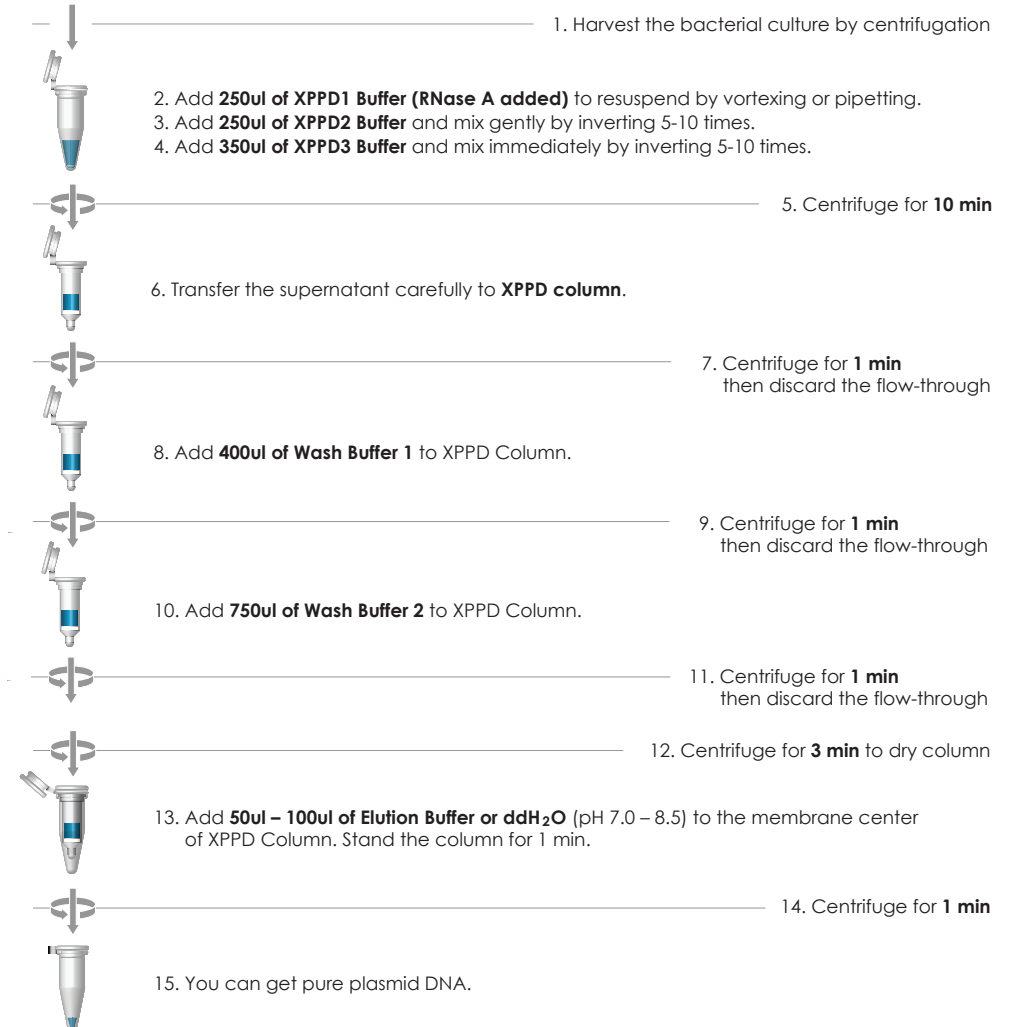 1. Harvest the bacterial culture by centrifugation
2. Add 250ul of XPPD1 Buffer (RNase A added) to resuspend by vortexing or pipetting.
3. Add 250ul of XPPD2 Buffer and mix gently by inverting 5-10 times.
4. Add 350ul of XPPD3 Buffer and mix immediately by inverting 5-10 times.
5. Centrifuge for 10 min
6. Transfer the supernatant carefully to XPPD column.
7. Centrifuge for 1 min
then discard the flow-through
8. Add 400ul of Wash Buffer 1 to XPPD Column.
9. Centrifuge for 1 min
then discard the flow-through
10. Add 750ul of Wash Buffer 2 to XPPD Column.
11. Centrifuge for 1 min
then discard the flow-through
12. Centrifuge for 3 min to dry column
13. Add 50ul – 100ul of Elution Buffer or ddH₂O (pH 7.0 – 8.5) to the membrane center
of XPPD Column. Stand the column for 1 min.
14. Centrifuge for 1 min
15. You can get pure plasmid DNA.